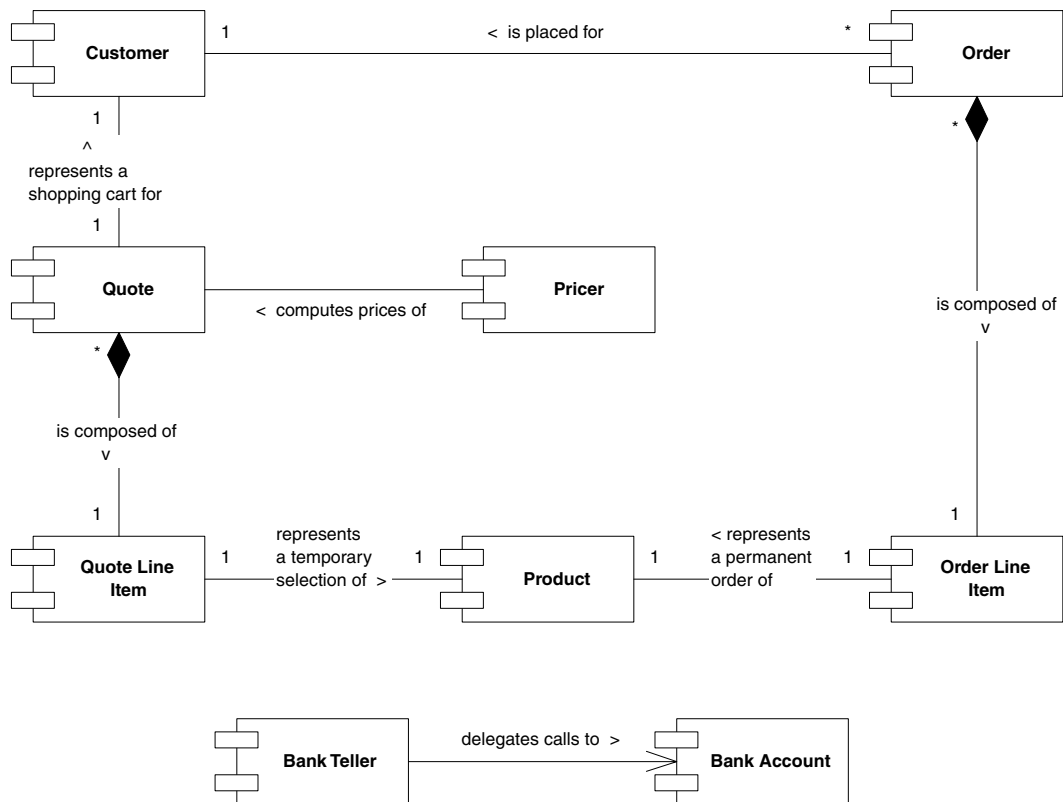 1 < is placed for *
Customer
Order
1
*
^
represents a
shopping cart for
1
Quote
Pricer
< computes prices of
is composed of
v
*
is composed of
v
1
represents
a temporary
selection of >
1
1
1
< represents
a permanent
order of
1
1
Quote Line
Item
Product
Order Line
Item
delegates calls to >
Bank Teller
Bank Account